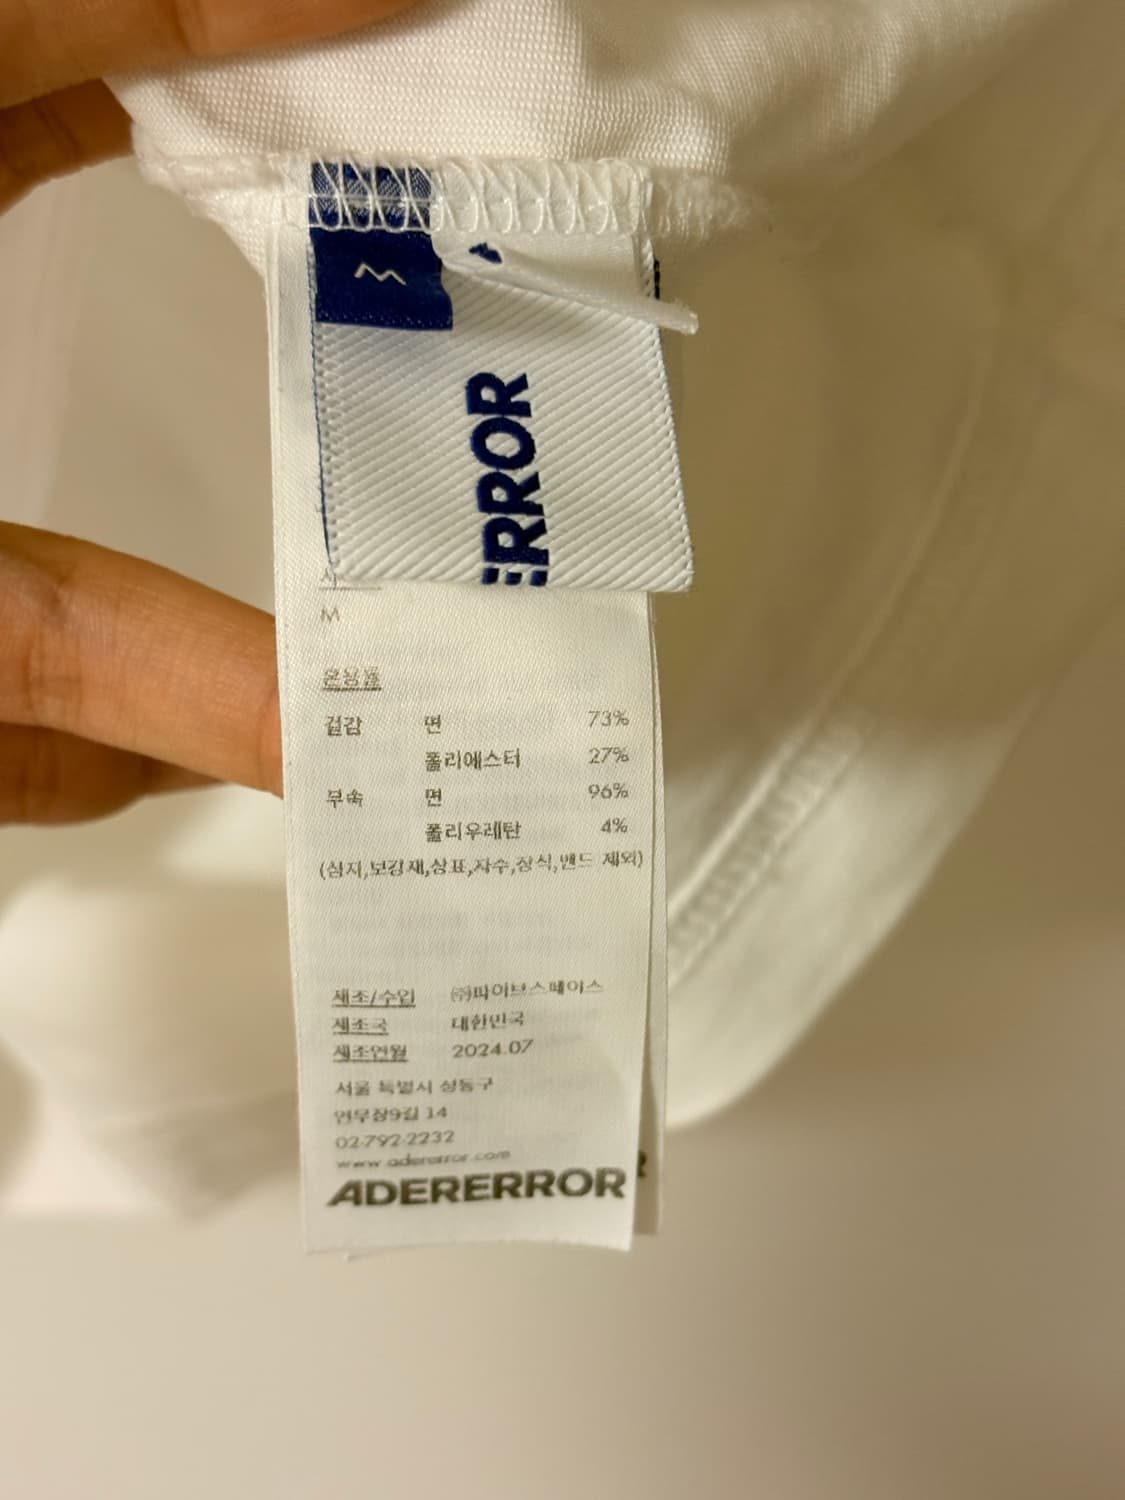 M
ERROR
M
혼용률
겉감 면 73%
폴리에스터 27%
부속 면 96%
폴리우레탄 4%
(심지,보강재,상표,자수,장식,밴드 제외)
제조/수입 ㈜파이브스페이스
제조국 대한민국
제조연월 2024.07
서울 특별시 성동구
연무장9길 14
02-792-2232
www.adererror.com
ADERERROR
R